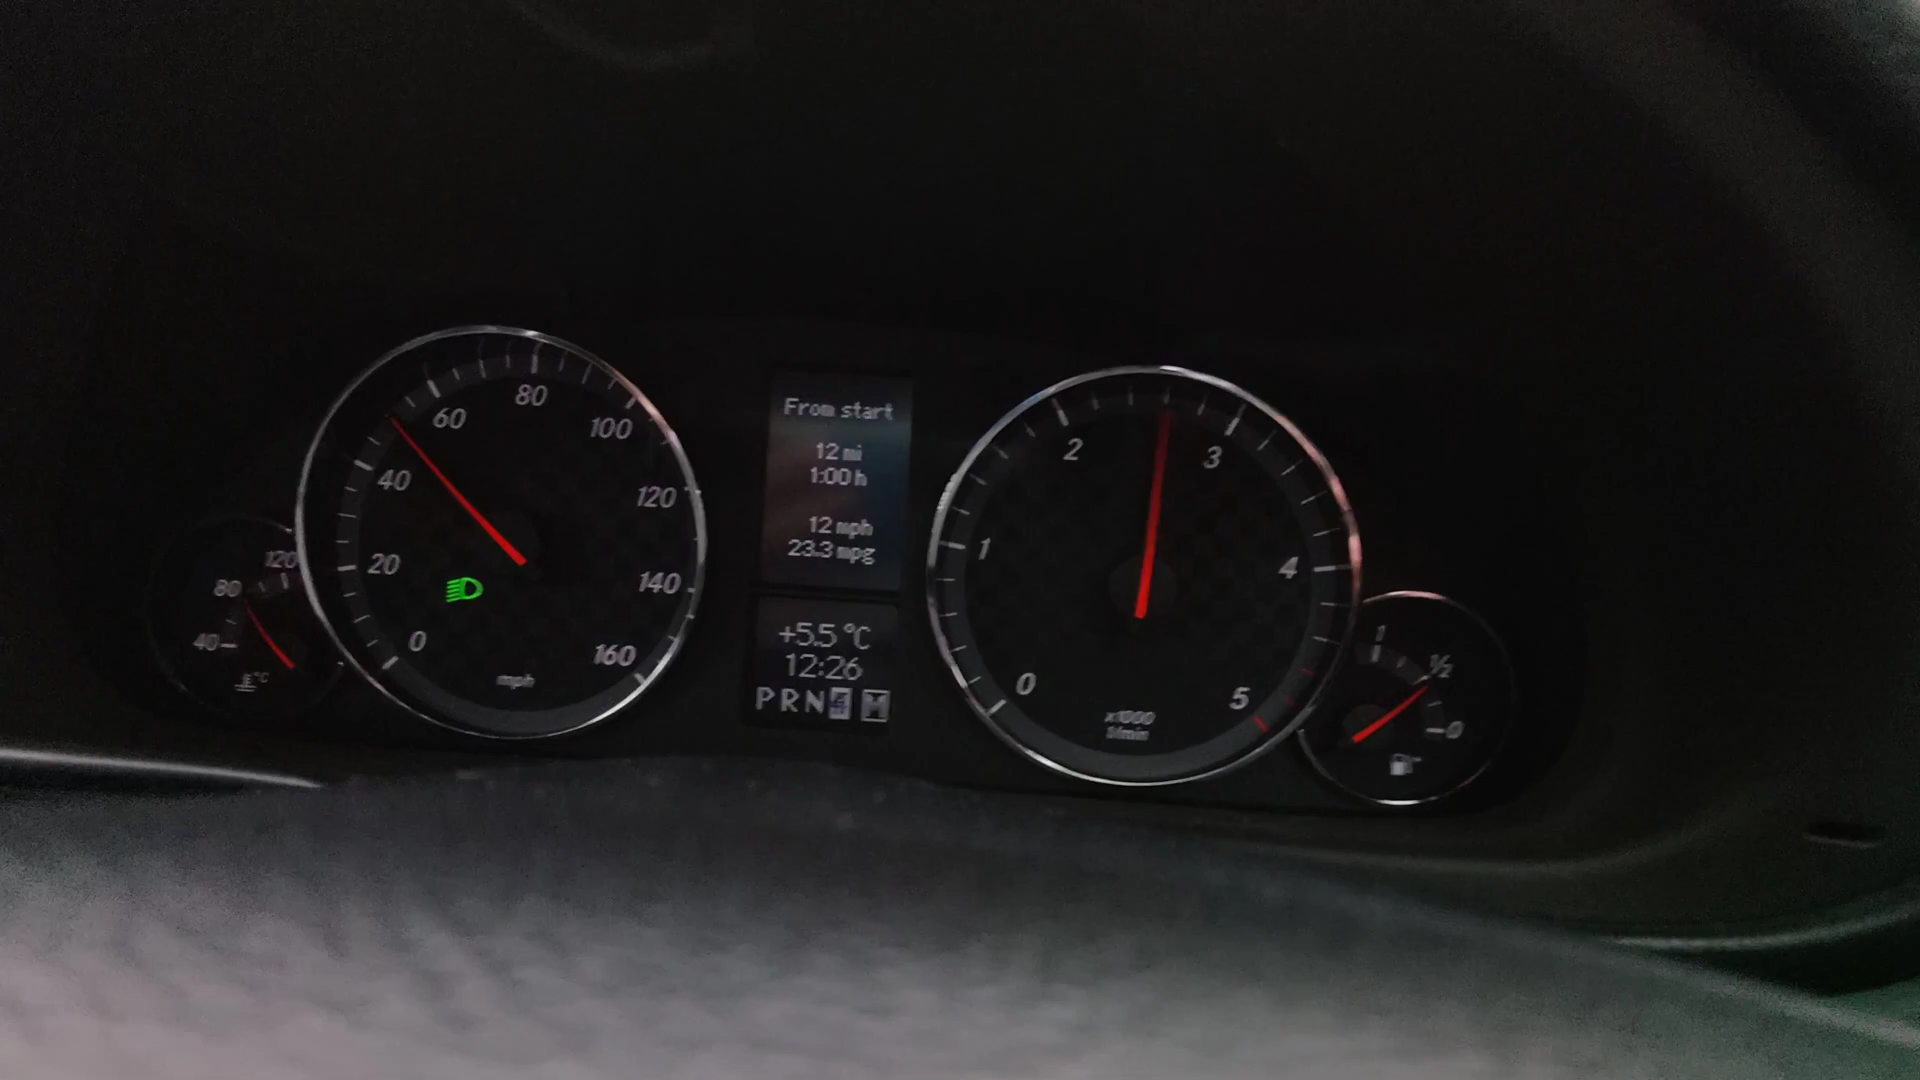 80
60
100
40
120
20
140
0
160
mph
120
80
40
°C
From start
12 mi
1:00 h
12 mph
23.3 mpg
+5.5 °C
12:26
PRN
M
2
3
1
4
0
5
x1000
1/min
1
½
0